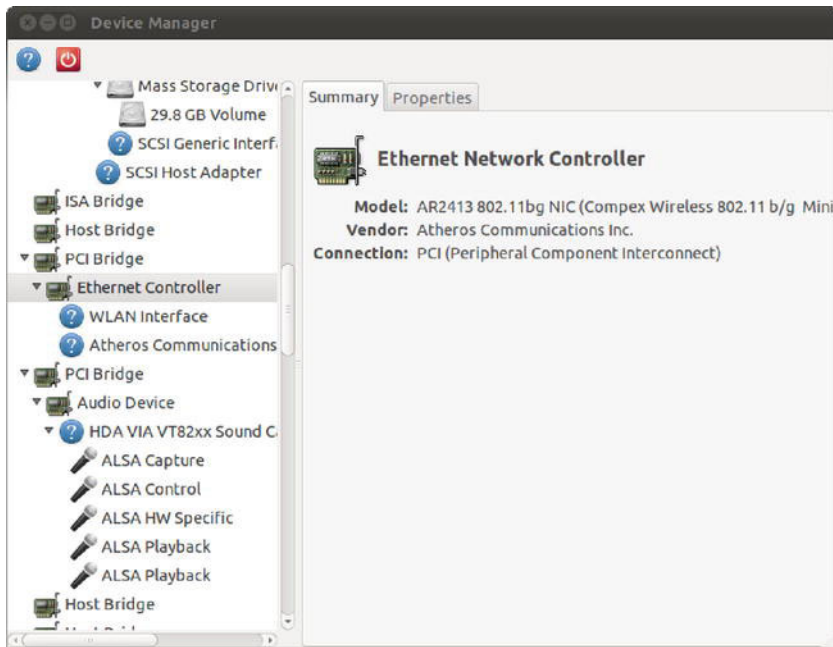 Device Manager
Mass Storage Driv
29.8 GB Volume
SCSI Generic Interf
SCSI Host Adapter
ISA Bridge
Host Bridge
PCI Bridge
Ethernet Controller
WLAN Interface
Atheros Communications
PCI Bridge
Audio Device
HDA VIA VT82xx Sound C
ALSA Capture
ALSA Control
ALSA HW Specific
ALSA Playback
ALSA Playback
Host Bridge
Summary Properties
Ethernet Network Controller
Model: AR2413 802.11bg NIC (Compex Wireless 802.11 b/g Mini
Vendor: Atheros Communications Inc.
Connection: PCI (Peripheral Component Interconnect)